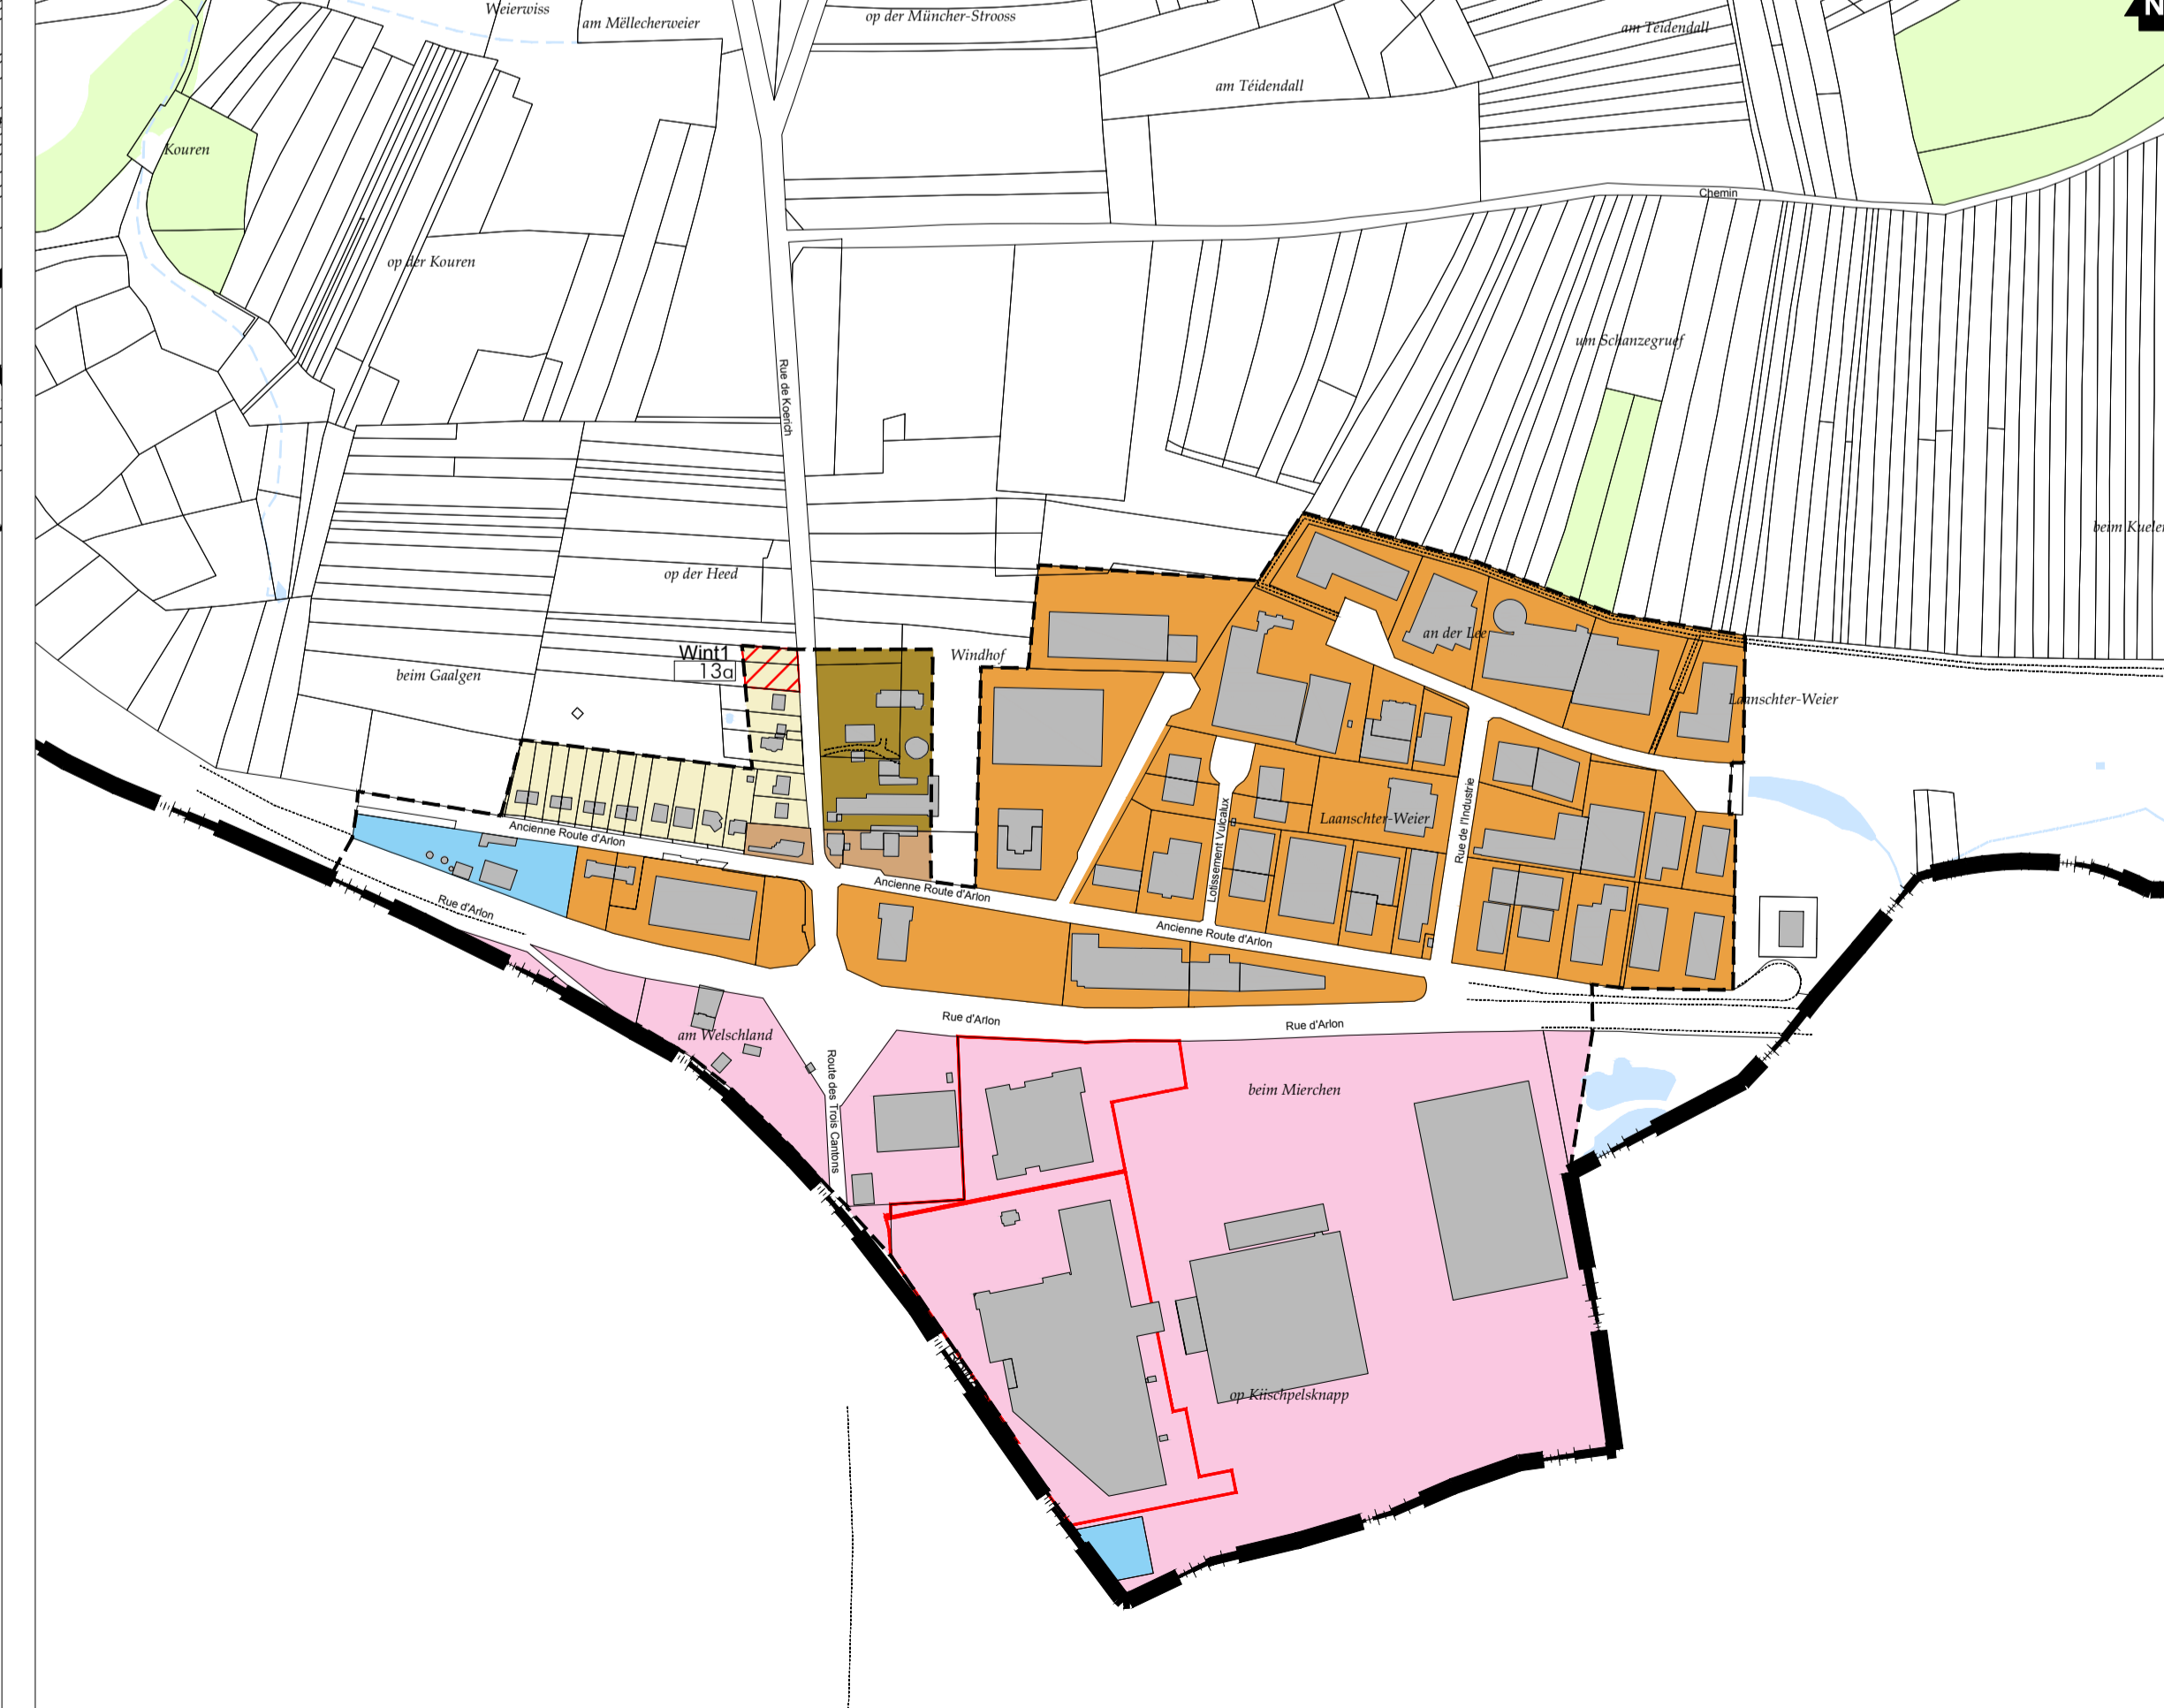 Weierwiss
am Mëllecherweier
op der Müncher-Strooss
am Téidendall
N
am Téidendall
Kouren
Chemin
op der Kouren
um Schanzegruef
Rue de Koerich
op der Heed
an der Lee
Wint1
13a
Windhof
beim Gaalgen
Laanschter-Weier
Laanschter-Weier
Rue de l'Industrie
Lotissement Vulcalux
Ancienne Route d'Arlon
Ancienne Route d'Arlon
Rue d'Arlon
Ancienne Route d'Arlon
Rue d'Arlon
Rue d'Arlon
am Welschland
Route des Trois Cantons
beim Mierchen
op Kiischpelsknapp